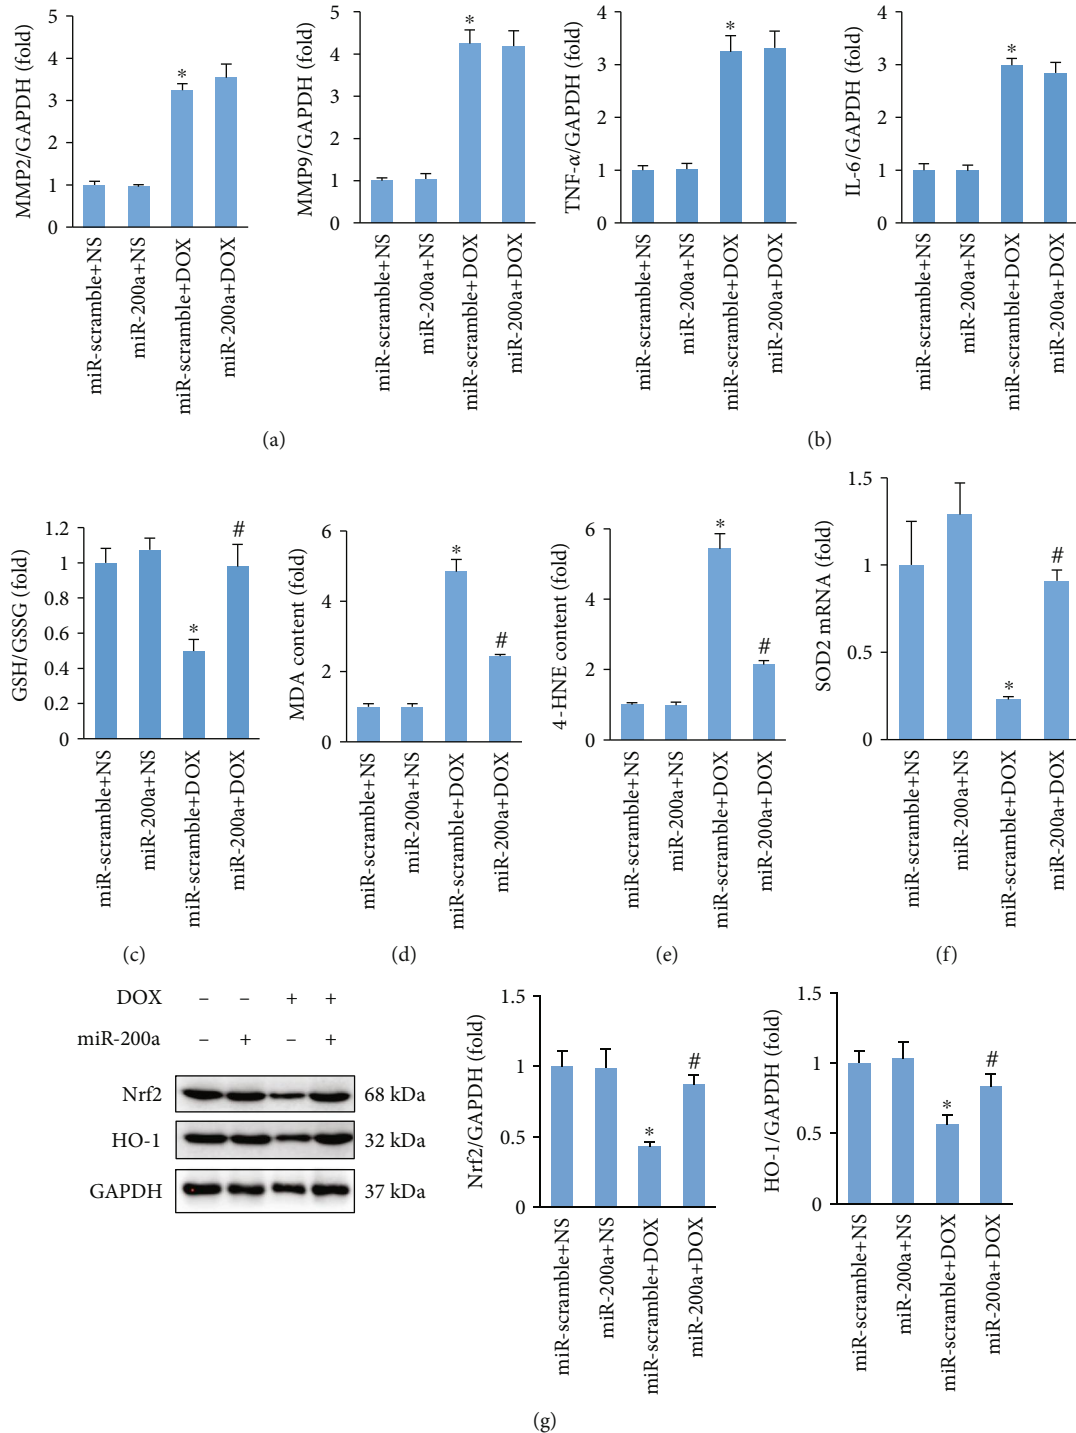 MMP2/GAPDH (fold)
5
4
3
2
1
0
*
miR-scramble+NS
miR-200a+NS
miR-scramble+DOX
miR-200a+DOX
MMP9/GAPDH (fold)
5
4
3
2
1
0
*
miR-scramble+NS
miR-200a+NS
miR-scramble+DOX
miR-200a+DOX
(a)
TNF-α/GAPDH (fold)
4
3
2
1
0
*
miR-scramble+NS
miR-200a+NS
miR-scramble+DOX
miR-200a+DOX
IL-6/GAPDH (fold)
4
3
2
1
0
*
miR-scramble+NS
miR-200a+NS
miR-scramble+DOX
miR-200a+DOX
(b)
GSH/GSSG (fold)
1.2
1
0.8
0.6
0.4
0.2
0
*
#
miR-scramble+NS
miR-200a+NS
miR-scramble+DOX
miR-200a+DOX
(c)
MDA content (fold)
6
4
2
0
*
#
miR-scramble+NS
miR-200a+NS
miR-scramble+DOX
miR-200a+DOX
(d)
4-HNE content (fold)
6
4
2
0
*
#
miR-scramble+NS
miR-200a+NS
miR-scramble+DOX
miR-200a+DOX
(e)
SOD2 mRNA (fold)
1.5
1
0.5
0
*
#
miR-scramble+NS
miR-200a+NS
miR-scramble+DOX
miR-200a+DOX
(f)
DOX – – + +
miR-200a – + – +
Nrf2 68 kDa
HO-1 32 kDa
GAPDH 37 kDa
Nrf2/GAPDH (fold)
1.5
1
0.5
0
*
#
miR-scramble+NS
miR-200a+NS
miR-scramble+DOX
miR-200a+DOX
HO-1/GAPDH (fold)
1.5
1
0.5
0
*
#
miR-scramble+NS
miR-200a+NS
miR-scramble+DOX
miR-200a+DOX
(g)